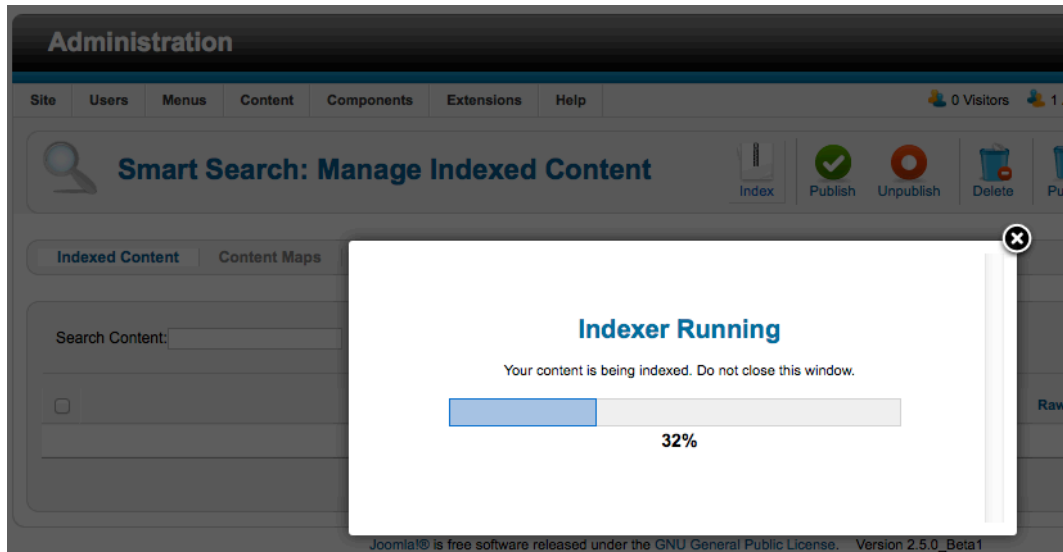 Administration
Site Users Menus Content Components Extensions Help 0 Visitors 1
Smart Search: Manage Indexed Content
Index Publish Unpublish Delete
Indexed Content Content Maps
Indexer Running
Search Content:
Your content is being indexed. Do not close this window.
Raw
32%
Joomla!® is free software released under the GNU General Public License. Version 2.5.0_Beta1